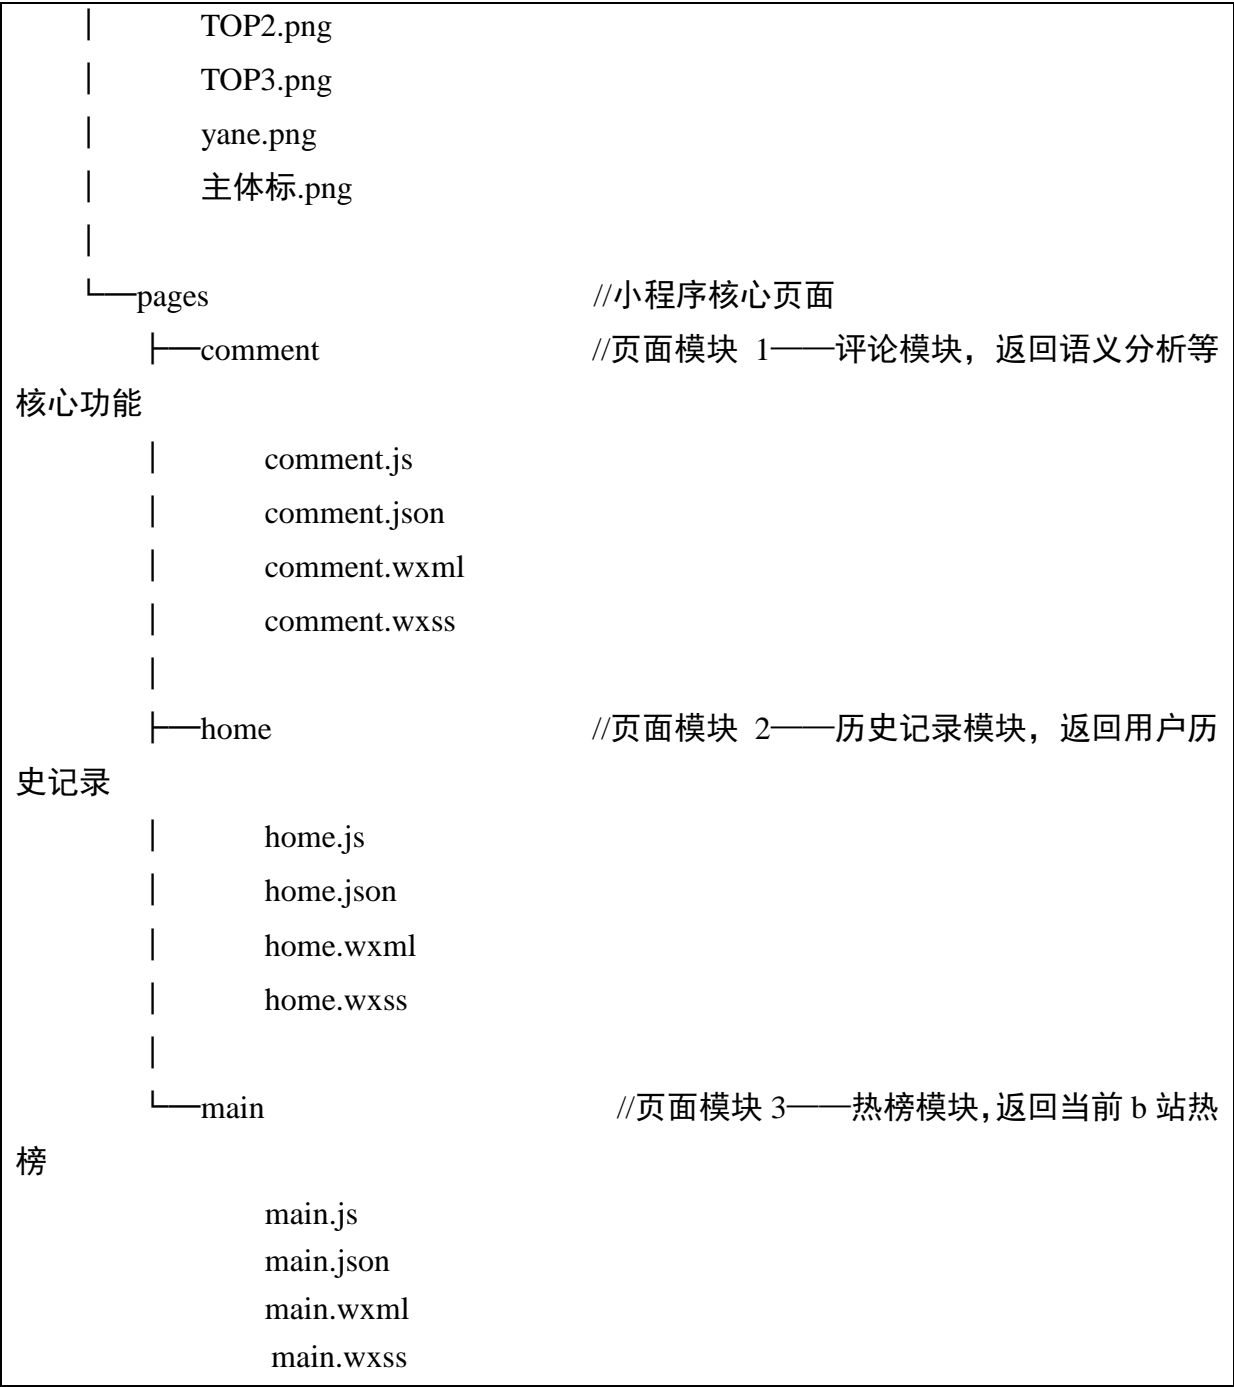 │ TOP2.png
│ TOP3.png
│ yane.png
│ 主体标.png
│
└─pages //小程序核心页面
├─comment //页面模块 1——评论模块，返回语义分析等
核心功能
│ comment.js
│ comment.json
│ comment.wxml
│ comment.wxss
│
├─home //页面模块 2——历史记录模块，返回用户历
史记录
│ home.js
│ home.json
│ home.wxml
│ home.wxss
│
└─main //页面模块 3——热榜模块，返回当前 b 站热
榜
main.js
main.json
main.wxml
main.wxss